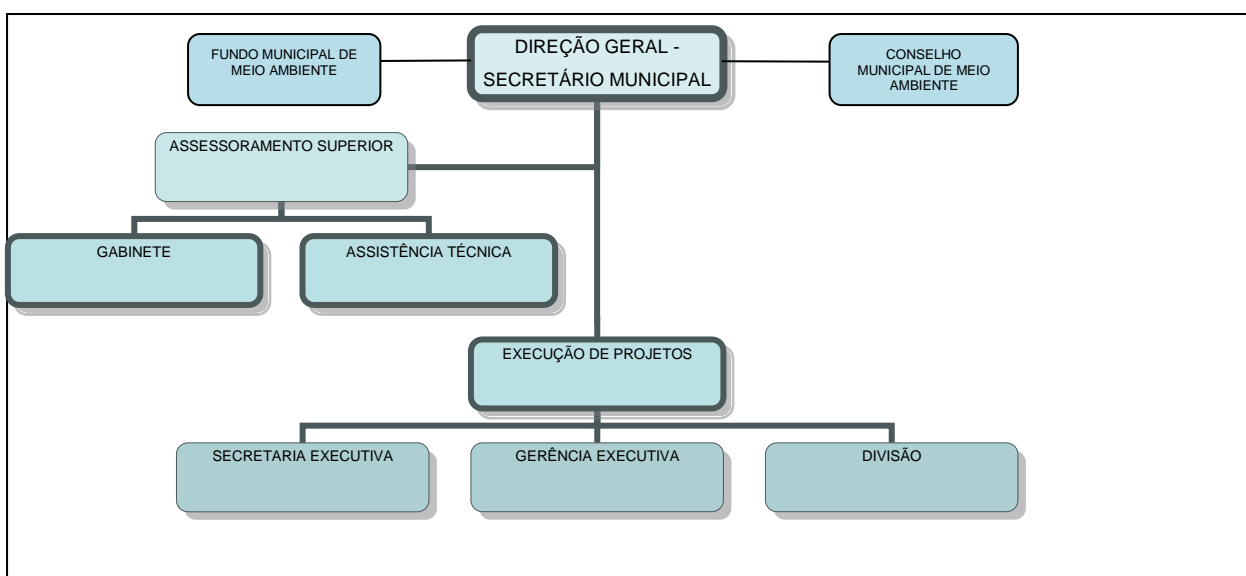 FUNDO MUNICIPAL DE
MEIO AMBIENTE
DIREÇÃO GERAL -
SECRETÁRIO MUNICIPAL
CONSELHO
MUNICIPAL DE MEIO
AMBIENTE
ASSESSORAMENTO SUPERIOR
GABINETE
ASSISTÊNCIA TÉCNICA
EXECUÇÃO DE PROJETOS
SECRETARIA EXECUTIVA
GERÊNCIA EXECUTIVA
DIVISÃO